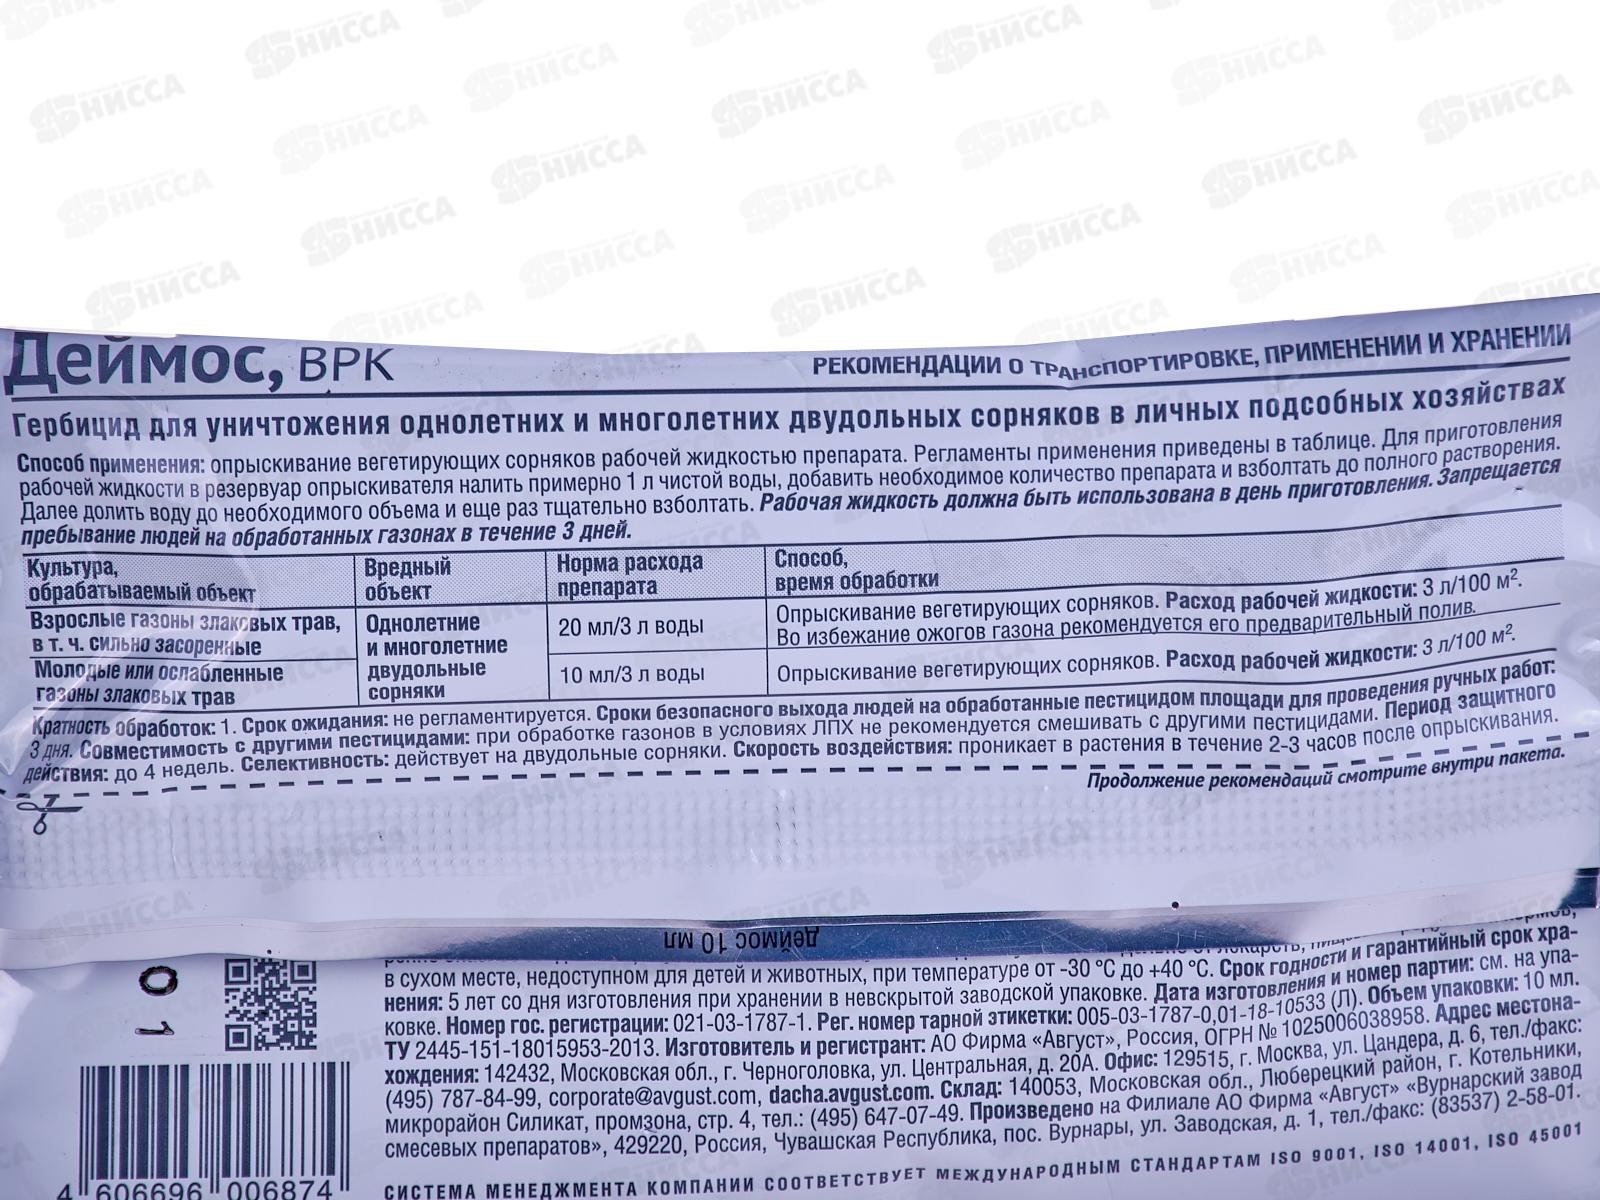 Деймос, ВРК
РЕКОМЕНДАЦИИ О ТРАНСПОРТИРОВКЕ, ПРИМЕНЕНИИ И ХРАНЕНИИ
Гербицид для уничтожения однолетних и многолетних двудольных сорняков в личных подсобных хозяйствах
Способ применения: опрыскивание вегетирующих сорняков рабочей жидкостью препарата. Регламенты применения приведены в таблице. Для приготовления
рабочей жидкости в резервуар опрыскивателя налить примерно 1 л чистой воды, добавить необходимое количество препарата и взболтать до полного растворения.
Далее долить воду до необходимого объема и еще раз тщательно взболтать. Рабочая жидкость должна быть использована в день приготовления. Запрещается
пребывание людей на обработанных газонах в течение 3 дней.
Культура,
обрабатываемый объект
Вредный
объект
Норма расхода
препарата
Способ,
время обработки
Взрослые газоны злаковых трав,
в т. ч. сильно засоренные
Однолетние
и многолетние
двудольные
сорняки
20 мл/3 л воды
Опрыскивание вегетирующих сорняков. Расход рабочей жидкости: 3 л/100 м².
Во избежание ожогов газона рекомендуется его предварительный полив.
Молодые или ослабленные
газоны злаковых трав
10 мл/3 л воды
Опрыскивание вегетирующих сорняков. Расход рабочей жидкости: 3 л/100 м².
Кратность обработок: 1. Срок ожидания: не регламентируется. Сроки безопасного выхода людей на обработанные пестицидом площади для проведения ручных работ:
3 дня. Совместимость с другими пестицидами: при обработке газонов в условиях ЛПХ не рекомендуется смешивать с другими пестицидами. Период защитного
действия: до 4 недель. Селективность: действует на двудольные сорняки. Скорость воздействия: проникает в растения в течение 2-3 часов после опрыскивания.
Продолжение рекомендаций смотрите внутри пакета.
деймос 10 мл
0 1
в сухом месте, недоступном для детей и животных, при температуре от -30 °С до +40 °С. Срок годности и гарантийный срок хра-
нения: 5 лет со дня изготовления при хранении в невскрытой заводской упаковке. Дата изготовления и номер партии: см. на упа-
ковке. Номер гос. регистрации: 021-03-1787-1. Рег. номер тарной этикетки: 005-03-1787-0,01-18-10533 (Л). Объем упаковки: 10 мл.
ТУ 2445-151-18015953-2013. Изготовитель и регистрант: АО Фирма «Август», Россия, ОГРН № 1025006038958. Адрес местона-
хождения: 142432, Московская обл., г. Черноголовка, ул. Центральная, д. 20А. Офис: 129515, г. Москва, ул. Цандера, д. 6, тел./факс:
(495) 787-84-99, corporate@avgust.com, dacha.avgust.com. Склад: 140053, Московская обл., Люберецкий район, г. Котельники,
микрорайон Силикат, промзона, стр. 4, тел.: (495) 647-07-49. Произведено на Филиале АО Фирма «Август» «Вурнарский завод
смесевых препаратов», 429220, Россия, Чувашская Республика, пос. Вурнары, ул. Заводская, д. 1, тел./факс: (83537) 2-58-01.
СИСТЕМА МЕНЕДЖМЕНТА КОМПАНИИ СООТВЕТСТВУЕТ МЕЖДУНАРОДНЫМ СТАНДАРТАМ ISO 9001, ISO 14001, ISO 45001
4 606696 006874